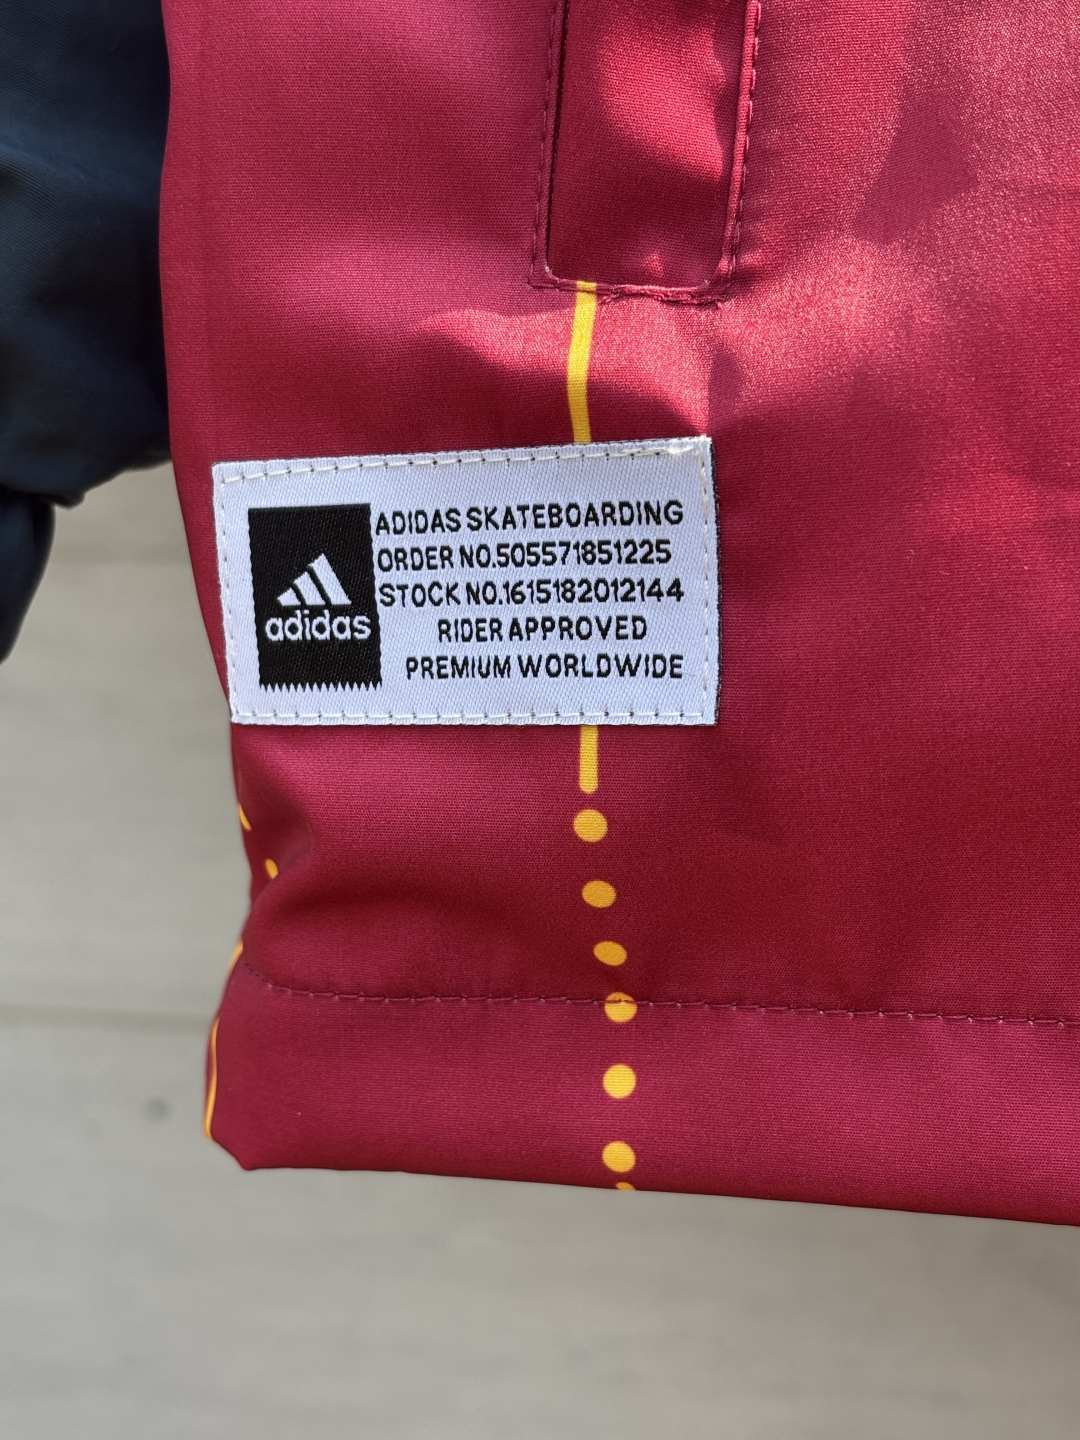 adidas
ADIDAS SKATEBOARDING
ORDER NO.505571851225
STOCK NO.1615182012144
RIDER APPROVED
PREMIUM WORLDWIDE